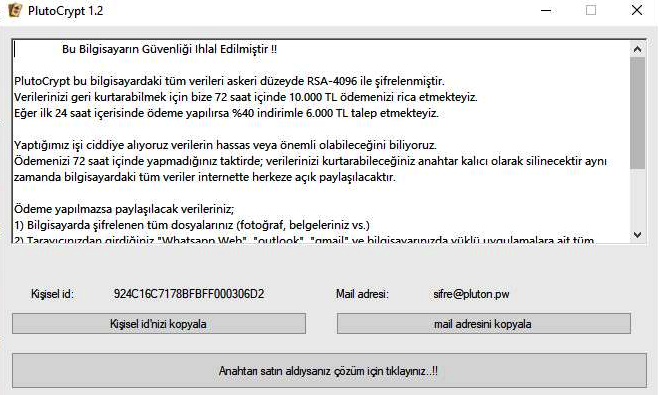 PlutoCrypt 1.2
Bu Bilgisayarın Güvenliği Ihlal Edilmiştir !!
PlutoCrypt bu bilgisayardaki tüm verileri askeri düzeyde RSA-4096 ile şifrelenmiştir.
Verilerinizi geri kurtarabilmek için bize 72 saat içinde 10.000 TL ödemenizi rica etmekteyiz.
Eğer ilk 24 saat içerisinde ödeme yapılırsa %40 indirimle 6.000 TL talep etmekteyiz.
Yaptığımız işi ciddiye alıyoruz verilerin hassas veya önemli olabileceğini biliyoruz.
Ödemenizi 72 saat içinde yapmadığınız taktirde; verilerinizi kurtarabileceğiniz anahtar kalıcı olarak silinecektir aynı
zamanda bilgisayardaki tüm veriler internette herkeze açık paylaşılacaktır.
Ödeme yapılmazsa paylaşılacak verileriniz;
1) Bilgisayarda şifrelenen tüm dosyalarınız (fotoğraf, belgeleriniz vs.)
2) Tarayıcınızdan girdiğiniz "Whatsapp Web", "outlook", "gmail" ve bilgisayarınızda yüklü uygulamalara ait tüm
Kişisel id: 924C16C7178BFBFF000306D2 Mail adresi: sifre@pluton.pw
Kişisel id'nizi kopyala mail adresini kopyala
Anahtarı satın aldıysanız çözüm için tıklayınız..!!